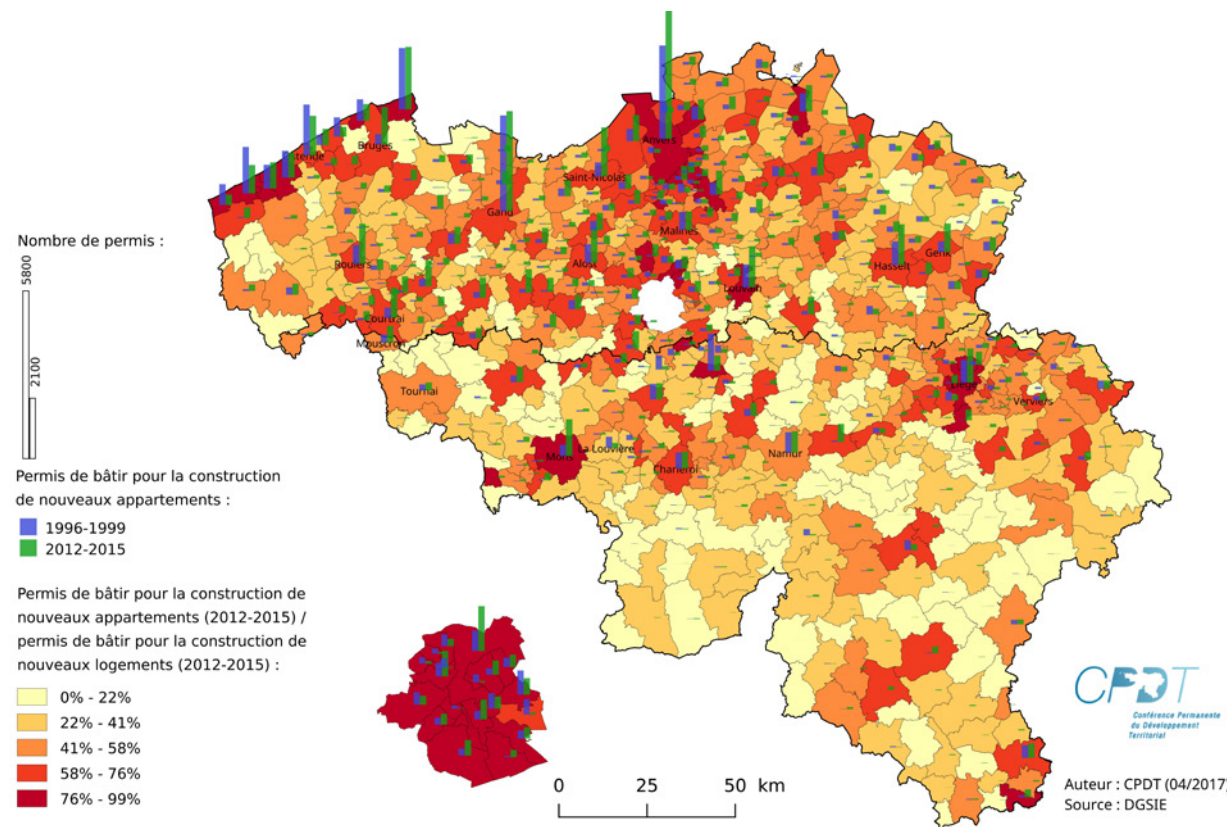 Anvers
Bruges
tende
Saint-Nicolas
Gand
Malines
Roulers
Alost
Genk
Hasselt
Louvain
Courtrai
Mouscron
Tournai
Liège
Verviers
Mons
La Louvière
Charleroi
Namur
Nombre de permis :
5800
2100
Permis de bâtir pour la construction
de nouveaux appartements :
1996-1999
2012-2015
Permis de bâtir pour la construction de
nouveaux appartements (2012-2015) /
permis de bâtir pour la construction de
nouveaux logements (2012-2015) :
0% - 22%
22% - 41%
41% - 58%
58% - 76%
76% - 99%
0 25 50 km
CPDT
Conférence Permanente
du Développement
Territorial
Auteur : CPDT (04/2017)
Source : DGSIE